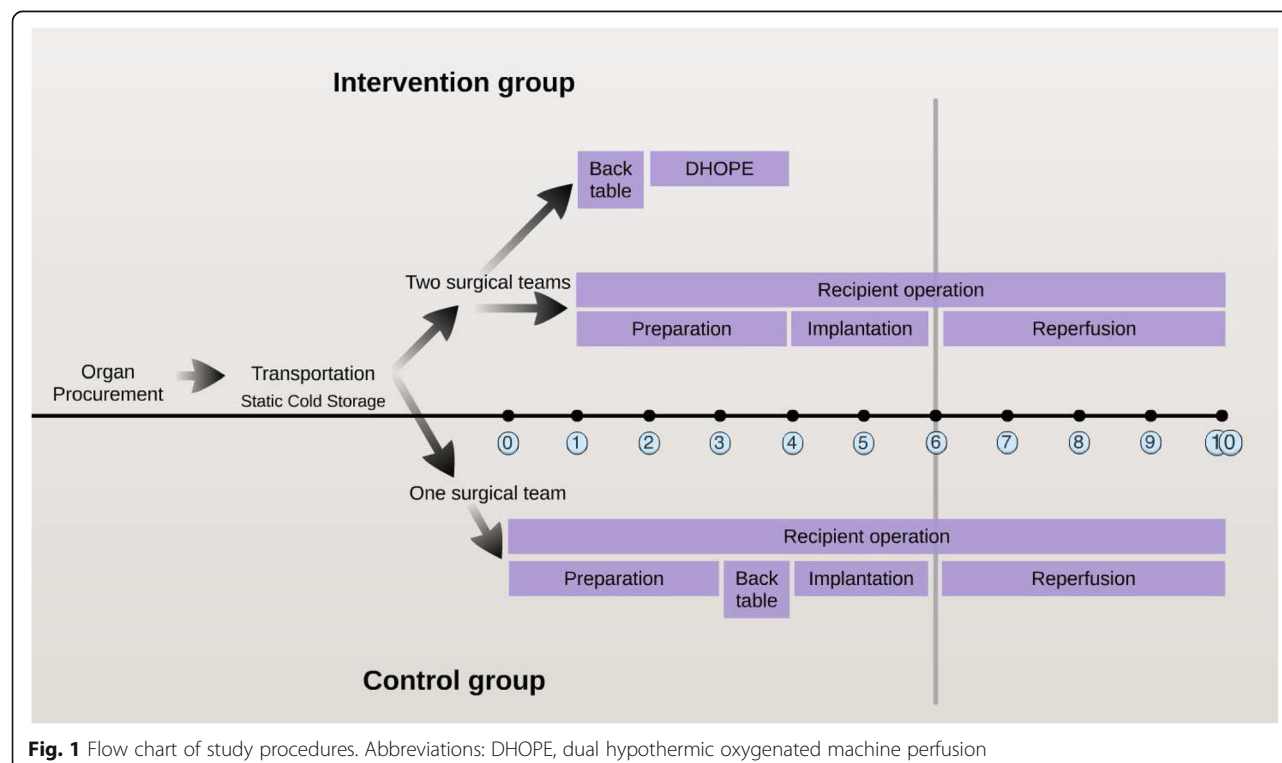 Intervention group
Back
table
DHOPE
Two surgical teams
Recipient operation
Preparation
Implantation
Reperfusion
Organ
Procurement
Transportation
Static Cold Storage
0 1 2 3 4 5 6 7 8 9 10
One surgical team
Recipient operation
Preparation
Back
table
Implantation
Reperfusion
Control group
Fig. 1 Flow chart of study procedures. Abbreviations: DHOPE, dual hypothermic oxygenated machine perfusion